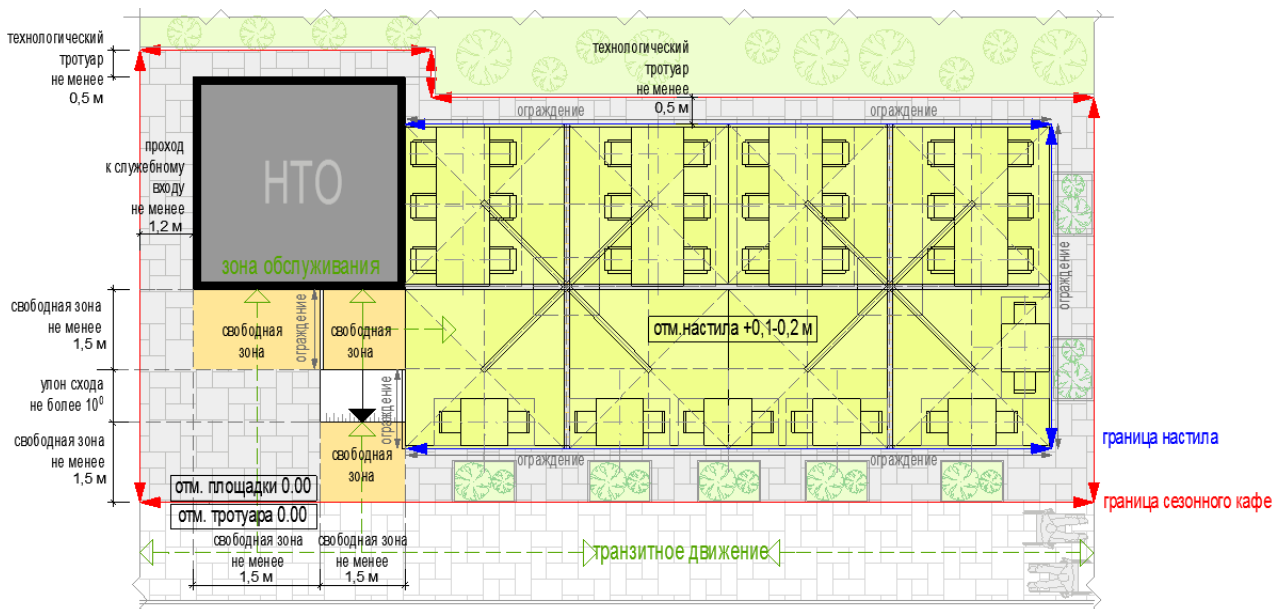 технологический
тротуар
не менее
0,5 м
технологический
тротуар
не менее
0,5 м
ограждение
ограждение
проход
к служебному
входу
не менее
1,2 м
НТО
зона обслуживания
ограждение
свободная зона
не менее
1,5 м
свободная
зона
ограждение
свободная
зона
отм.настила +0,1-0,2 м
улон схода
не более 10⁰
ограждение
свободная зона
не менее
1,5 м
свободная
зона
граница настила
ограждение
ограждение
отм. площадки 0.00
граница сезонного кафе
отм. тротуара 0.00
свободная зона
не менее
1,5 м
свободная зона
не менее
1,5 м
транзитное движение